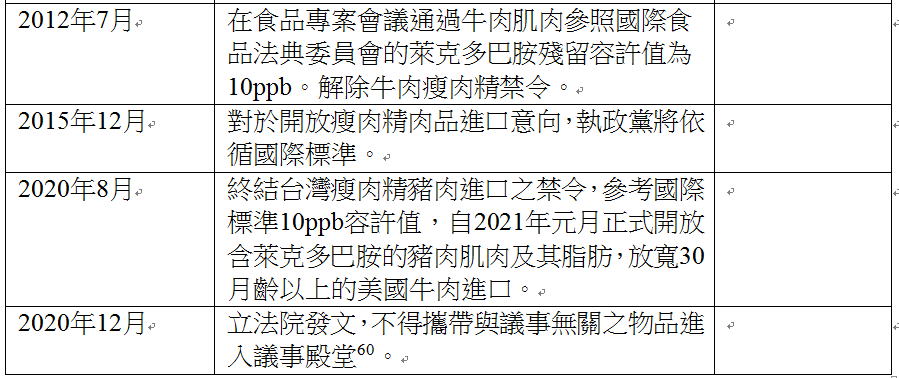 2012年7月
在食品專案會議通過牛肉肌肉參照國際食
品法典委員會的萊克多巴胺殘留容許值為
10ppb。解除牛肉瘦肉精禁令。
2015年12月
對於開放瘦肉精肉品進口意向,執政黨將依
循國際標準。
2020年8月
終結台灣瘦肉精豬肉進口之禁令,參考國際
標準10ppb容許值，自2021年元月正式開放
含萊克多巴胺的豬肉肌肉及其脂肪,放寬30
月齡以上的美國牛肉進口。
2020年12月
立法院發文,不得攜帶與議事無關之物品進
入議事殿堂60。